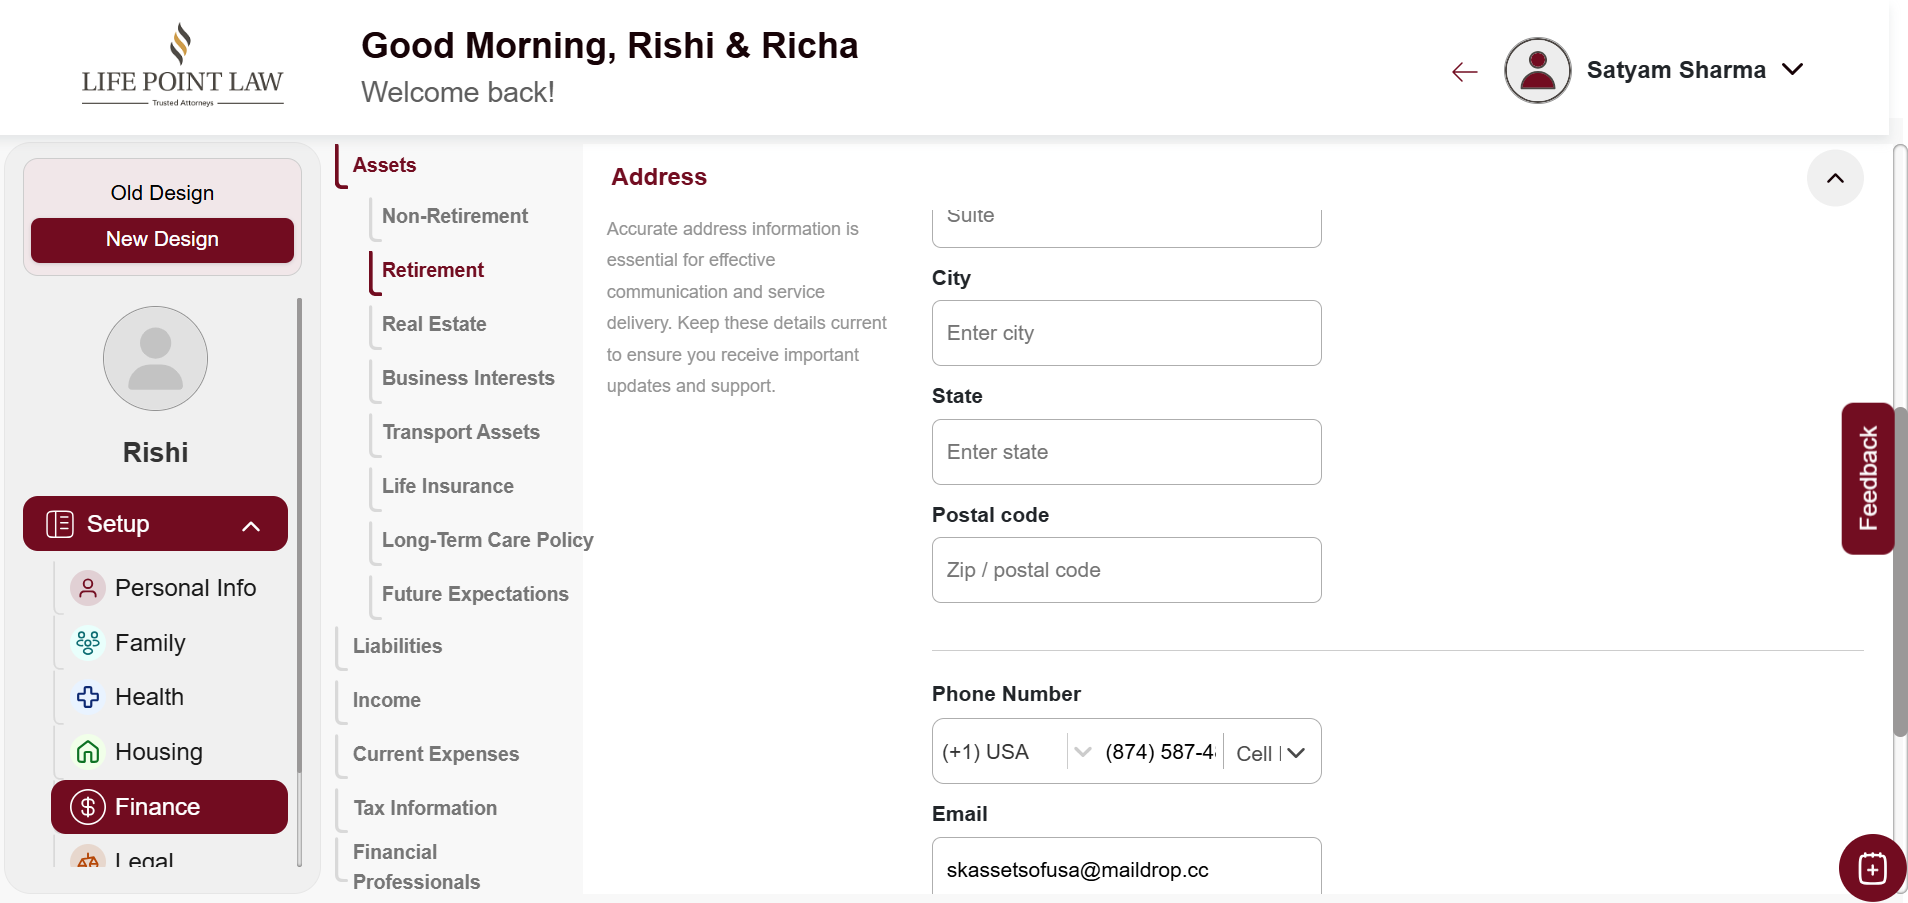 LIFE POINT LAW
Trusted Attorneys
Good Morning, Rishi & Richa
Welcome back!
Satyam Sharma
Old Design
New Design
Rishi
Setup
Personal Info
Family
Health
Housing
Finance
Legal
Assets
Non-Retirement
Retirement
Real Estate
Business Interests
Transport Assets
Life Insurance
Long-Term Care Policy
Future Expectations
Liabilities
Income
Current Expenses
Tax Information
Financial
Professionals
Address
Accurate address information is
essential for effective
communication and service
delivery. Keep these details current
to ensure you receive important
updates and support.
Suite
City
Enter city
State
Enter state
Postal code
Zip / postal code
Phone Number
(+1) USA (874) 587-4 Cell
Email
skassetsofusa@maildrop.cc
Feedback